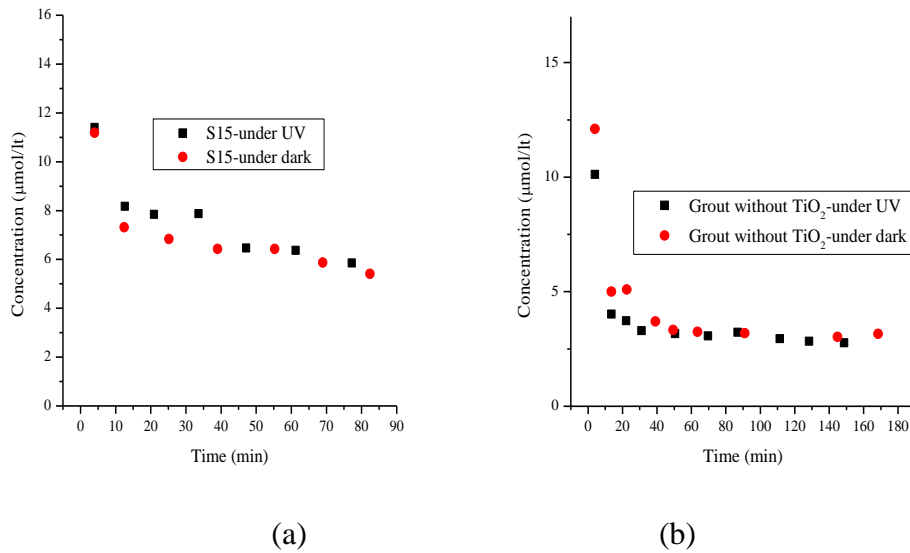 16
14
12
10
8
6
4
2
0
Concentration (μmol/lt)
S15-under UV
S15-under dark
0 10 20 30 40 50 60 70 80 90
Time (min)
(a)
15
10
5
0
Concentration (μmol/lt)
Grout without TiO₂-under UV
Grout without TiO₂-under dark
0 20 40 60 80 100 120 140 160 180
Time (min)
(b)